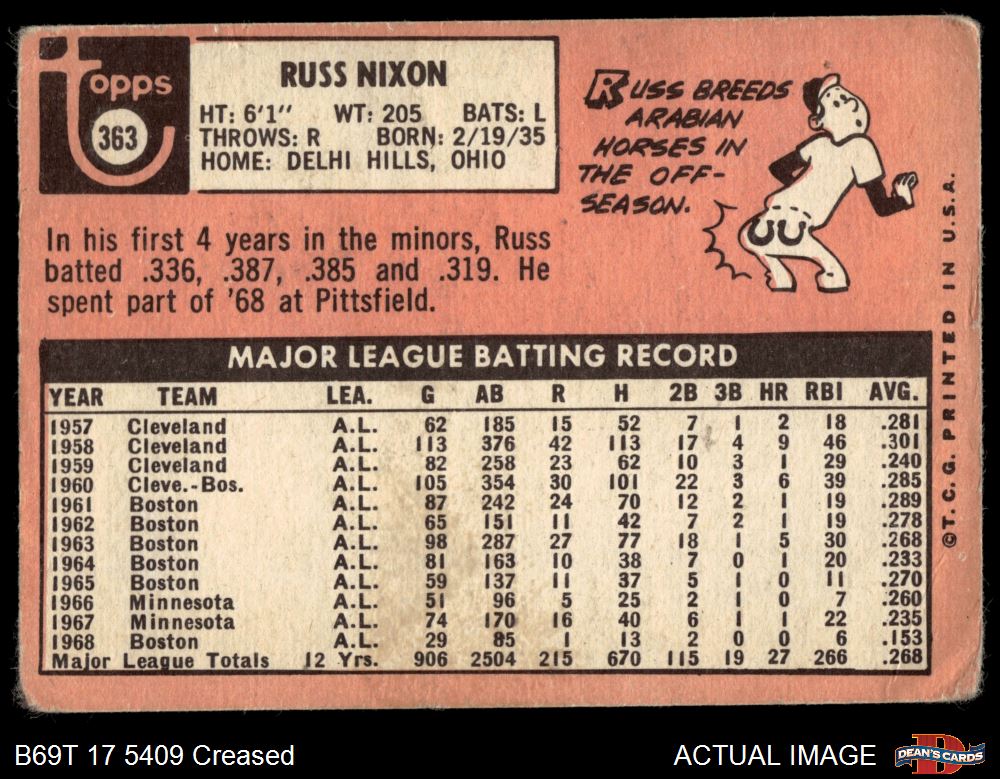 topps
363
RUSS NIXON
HT: 6'1" WT: 205 BATS: L
THROWS: R BORN: 2/19/35
HOME: DELHI HILLS, OHIO
RUSS BREEDS
ARABIAN
HORSES IN
THE OFF-
SEASON.
In his first 4 years in the minors, Russ
batted .336, .387, .385 and .319. He
spent part of '68 at Pittsfield.
MAJOR LEAGUE BATTING RECORD
YEAR TEAM LEA. G AB R H 2B 3B HR RBI AVG.
1957 Cleveland A.L. 62 185 15 52 7 1 2 18 .281
1958 Cleveland A.L. 113 376 42 113 17 4 9 46 .301
1959 Cleveland A.L. 82 258 23 62 10 3 1 29 .240
1960 Cleve.-Bos. A.L. 105 354 30 101 22 3 6 39 .285
1961 Boston A.L. 87 242 24 70 12 2 1 19 .289
1962 Boston A.L. 65 151 11 42 7 2 1 19 .278
1963 Boston A.L. 98 287 27 77 18 1 5 30 .268
1964 Boston A.L. 81 163 10 38 7 0 1 20 .233
1965 Boston A.L. 59 137 11 37 5 1 0 11 .270
1966 Minnesota A.L. 51 96 5 25 2 1 0 7 .260
1967 Minnesota A.L. 74 170 16 40 6 1 1 22 .235
1968 Boston A.L. 29 85 1 13 2 0 0 6 .153
Major League Totals 12 Yrs. 906 2504 215 670 115 19 27 266 .268
©T. C. G. PRINTED IN U.S.A.
B69T 17 5409 Creased
ACTUAL IMAGE
DEAN'S CARDS